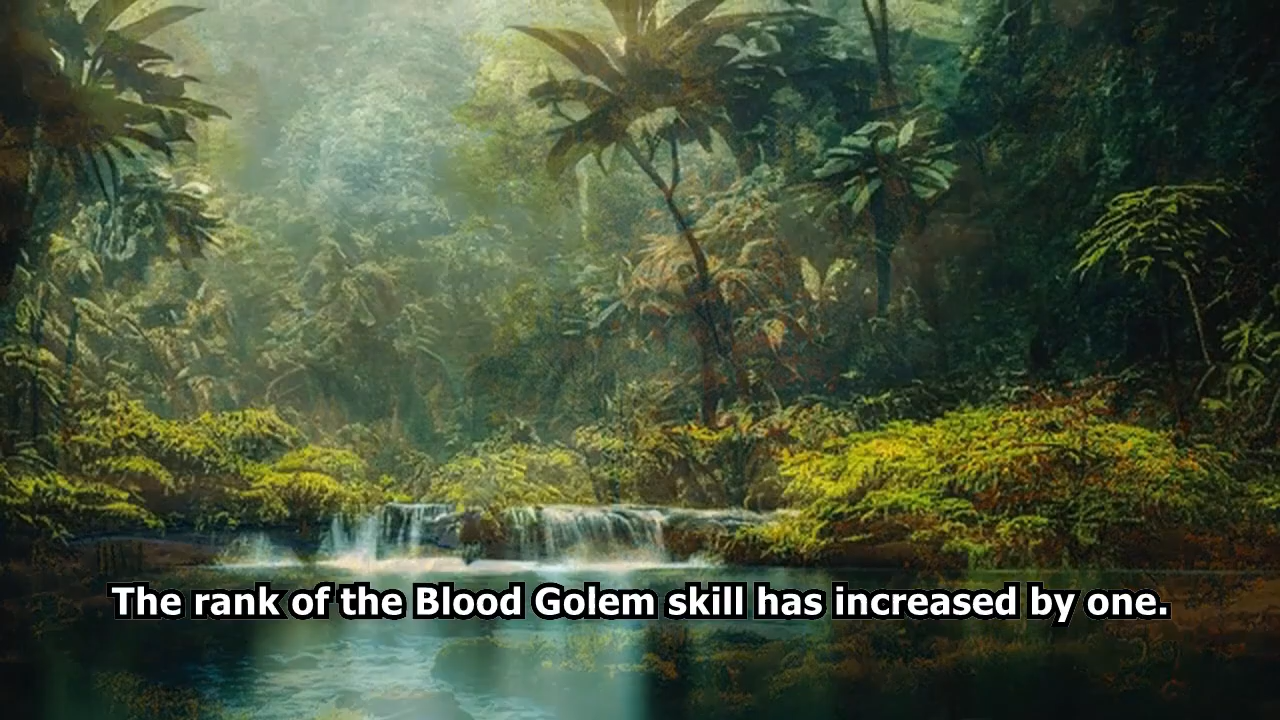 The rank of the Blood Golem skill has increased by one.